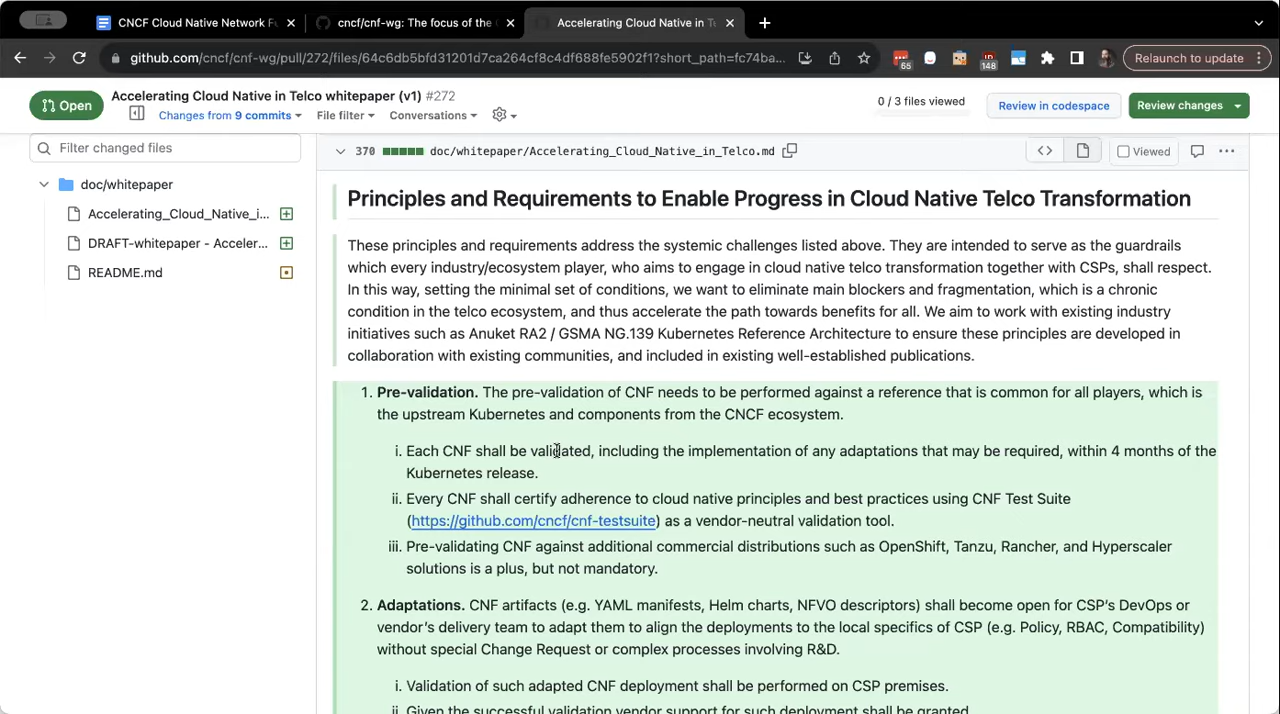 CNCF Cloud Native Network F
cncf/cnf-wg: The focus of the
Accelerating Cloud Native in Te
github.com/cncf/cnf-wg/pull/272/files/64c6db5bfd31201d7ca264cf8c4df688fe5902f1?short_path=fc74ba...
65
148
Relaunch to update
Open
Accelerating Cloud Native in Telco whitepaper (v1) #272
Changes from 9 commits
File filter
Conversations
0 / 3 files viewed
Review in codespace
Review changes
Filter changed files
370 doc/whitepaper/Accelerating_Cloud_Native_in_Telco.md
Viewed
doc/whitepaper
Accelerating_Cloud_Native_i...
DRAFT-whitepaper - Acceler...
README.md
Principles and Requirements to Enable Progress in Cloud Native Telco Transformation
These principles and requirements address the systemic challenges listed above. They are intended to serve as the guardrails
which every industry/ecosystem player, who aims to engage in cloud native telco transformation together with CSPs, shall respect.
In this way, setting the minimal set of conditions, we want to eliminate main blockers and fragmentation, which is a chronic
condition in the telco ecosystem, and thus accelerate the path towards benefits for all. We aim to work with existing industry
initiatives such as Anuket RA2 / GSMA NG.139 Kubernetes Reference Architecture to ensure these principles are developed in
collaboration with existing communities, and included in existing well-established publications.
1. Pre-validation. The pre-validation of CNF needs to be performed against a reference that is common for all players, which is
the upstream Kubernetes and components from the CNCF ecosystem.
i. Each CNF shall be validated, including the implementation of any adaptations that may be required, within 4 months of the
Kubernetes release.
ii. Every CNF shall certify adherence to cloud native principles and best practices using CNF Test Suite
(https://github.com/cncf/cnf-testsuite) as a vendor-neutral validation tool.
iii. Pre-validating CNF against additional commercial distributions such as OpenShift, Tanzu, Rancher, and Hyperscaler
solutions is a plus, but not mandatory.
2. Adaptations. CNF artifacts (e.g. YAML manifests, Helm charts, NFVO descriptors) shall become open for CSP's DevOps or
vendor's delivery team to adapt them to align the deployments to the local specifics of CSP (e.g. Policy, RBAC, Compatibility)
without special Change Request or complex processes involving R&D.
i. Validation of such adapted CNF deployment shall be performed on CSP premises.
ii. Given the successful validation vendor support for such deployment shall be granted.